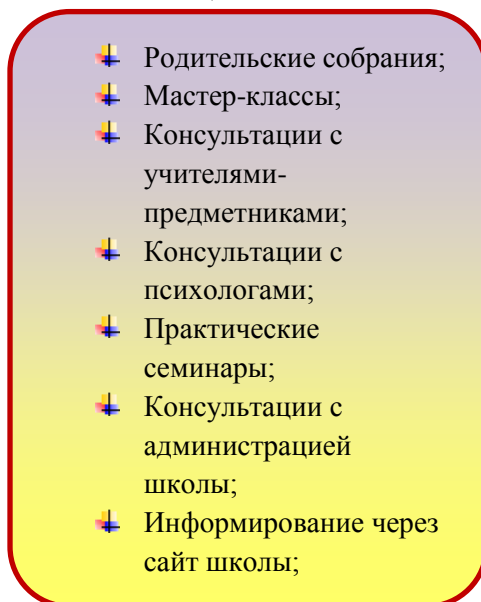 Родительские собрания;
Мастер-классы;
Консультации с
учителями-
предметниками;
Консультации с
психологами;
Практические
семинары;
Консультации с
администрацией
школы;
Информирование через
сайт школы;